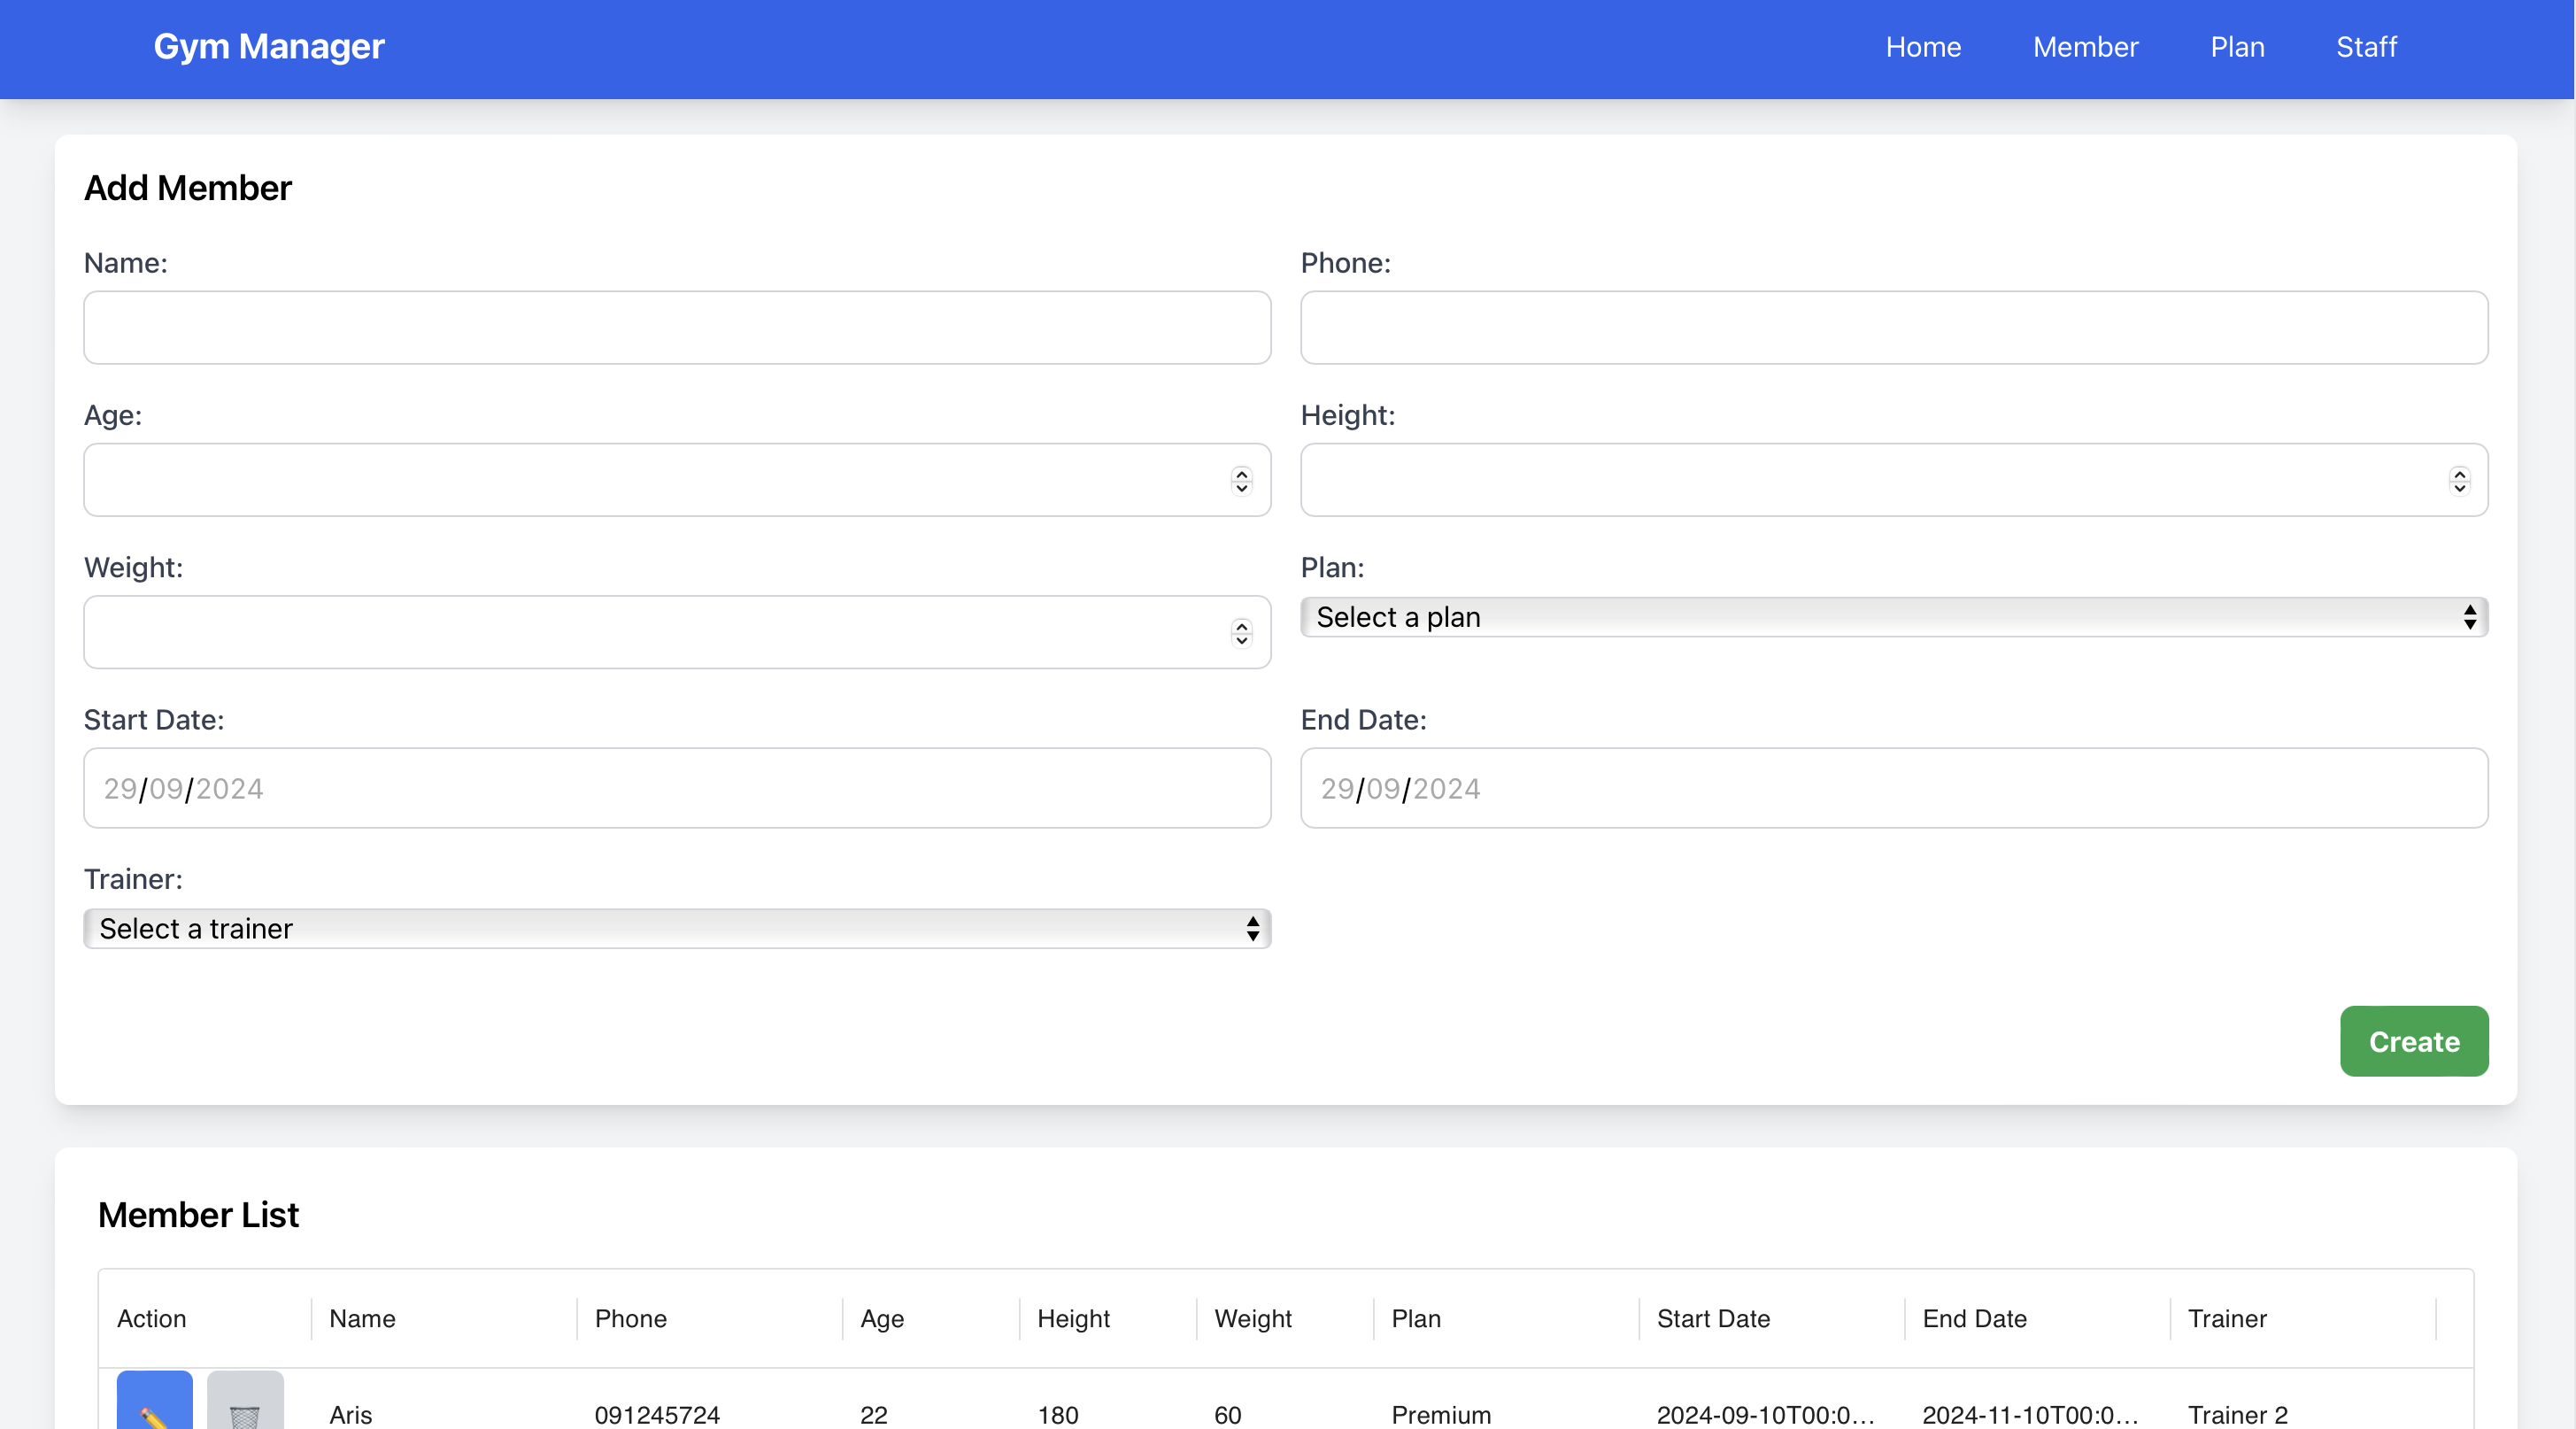 Gym Manager Home Member Plan Staff
Add Member
Name: Phone:
Age: Height:
Weight: Plan:
Select a plan
Start Date: End Date:
29/09/2024 29/09/2024
Trainer:
Select a trainer
Create
Member List
Action Name Phone Age Height Weight Plan Start Date End Date Trainer
Aris 091245724 22 180 60 Premium 2024-09-10T00:0... 2024-11-10T00:0... Trainer 2